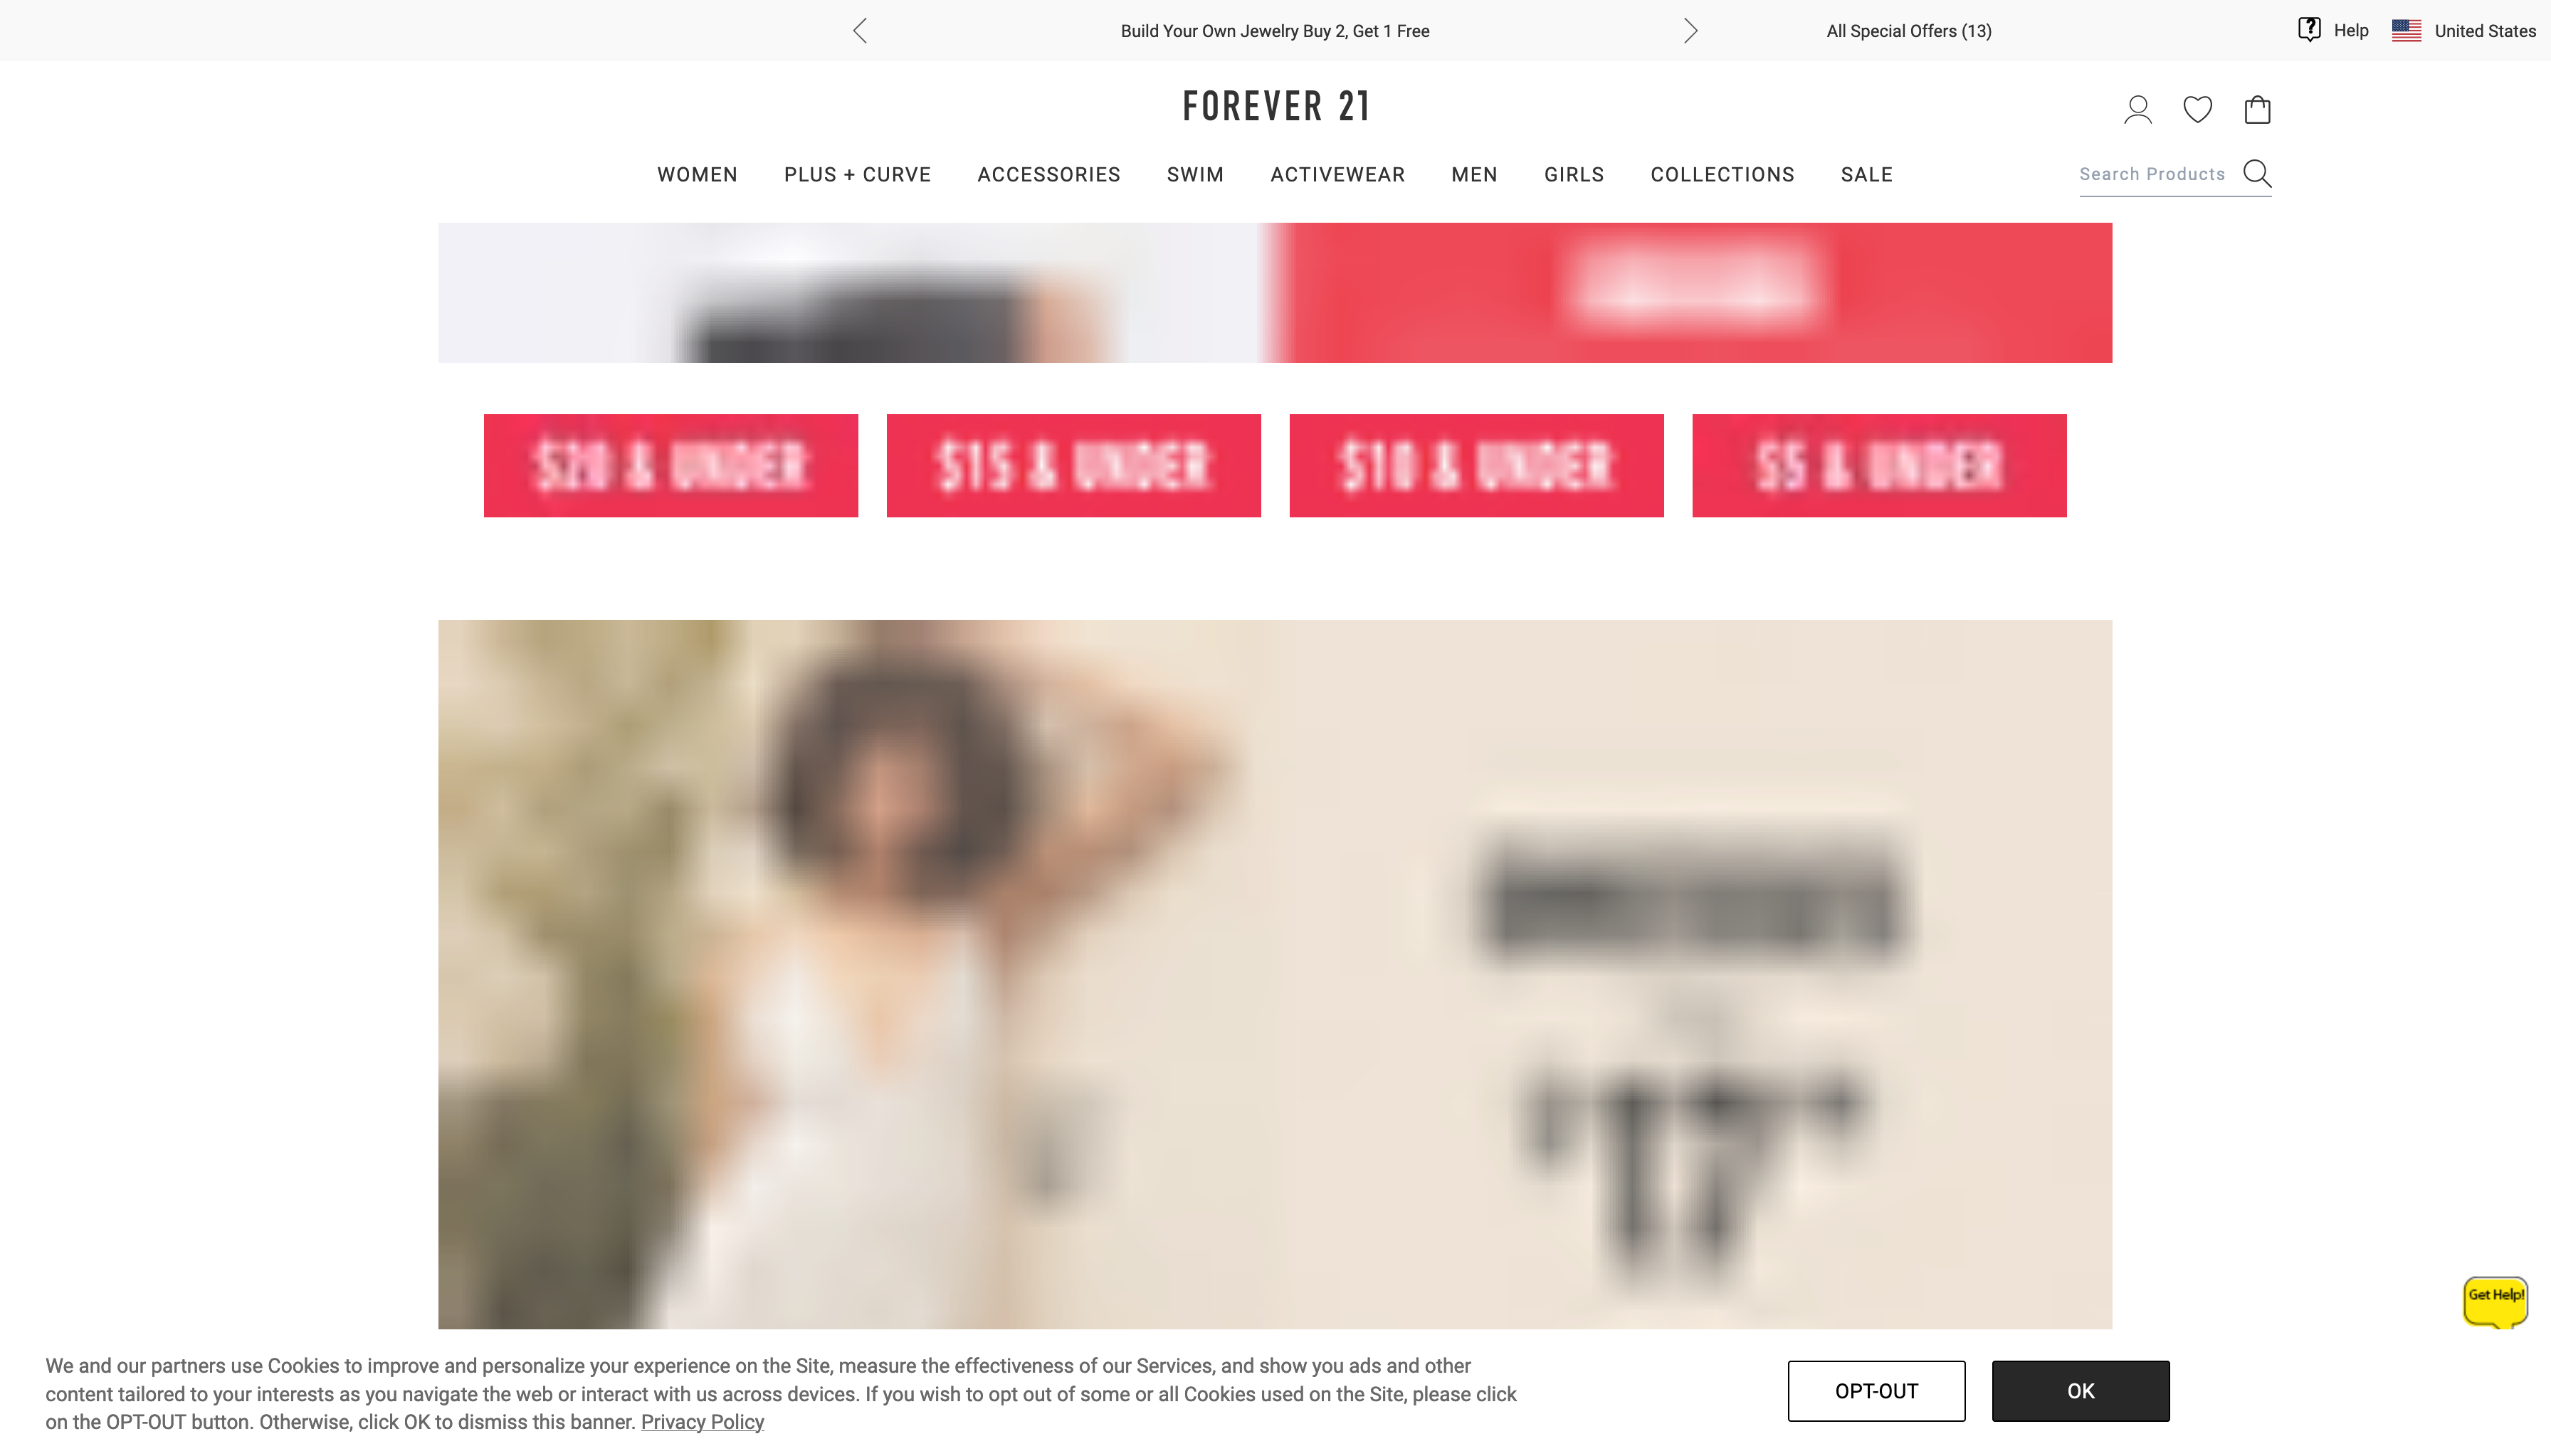 Build Your Own Jewelry Buy 2, Get 1 Free
All Special Offers (13)
Help
United States
FOREVER 21
WOMEN PLUS + CURVE ACCESSORIES SWIM ACTIVEWEAR MEN GIRLS COLLECTIONS SALE
Search Products
$20 & UNDER
$15 & UNDER
$10 & UNDER
$5 & UNDER
17
Get Help!
We and our partners use Cookies to improve and personalize your experience on the Site, measure the effectiveness of our Services, and show you ads and other
content tailored to your interests as you navigate the web or interact with us across devices. If you wish to opt out of some or all Cookies used on the Site, please click
on the OPT-OUT button. Otherwise, click OK to dismiss this banner. Privacy Policy
OPT-OUT
OK